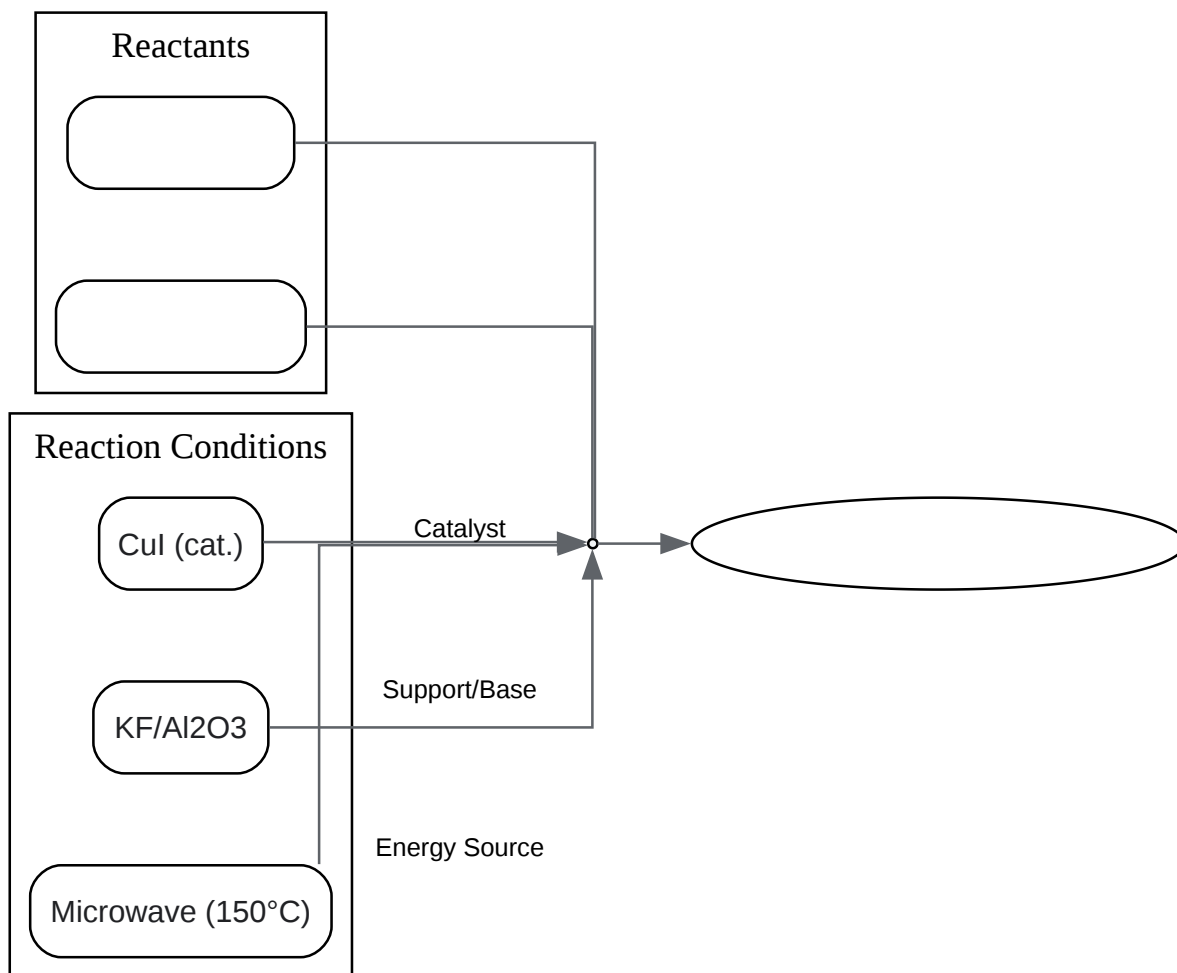 Reactants
Reaction Conditions
CuI (cat.)
Catalyst
Support/Base
KF/Al2O3
Energy Source
Microwave (150°C)